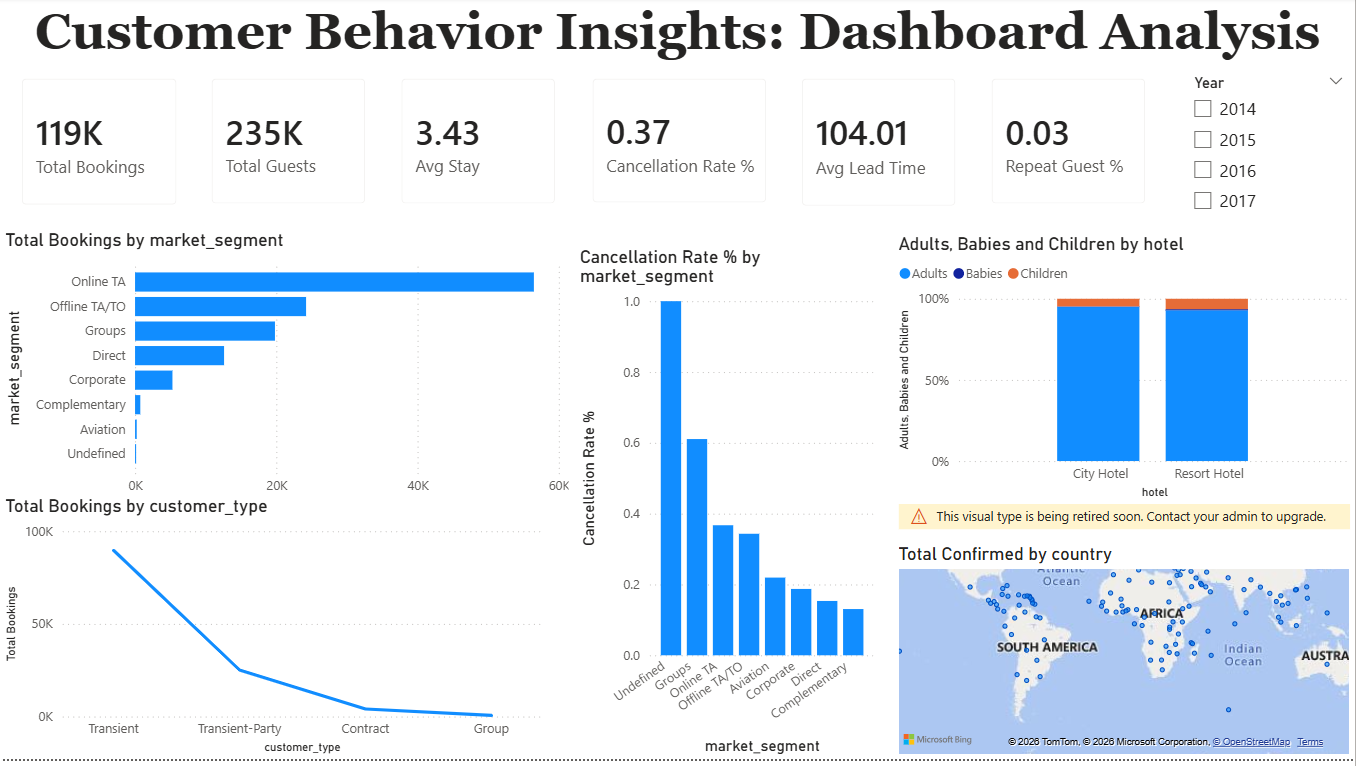 Customer Behavior Insights: Dashboard Analysis
119K
Total Bookings
235K
Total Guests
3.43
Avg Stay
0.37
Cancellation Rate %
104.01
Avg Lead Time
0.03
Repeat Guest %
Year
2014
2015
2016
2017
Total Bookings by market_segment
market_segment
Online TA
Offline TA/TO
Groups
Direct
Corporate
Complementary
Aviation
Undefined
0K
20K
40K
60K
Total Bookings by customer_type
Total Bookings
100K
50K
0K
Transient
Transient-Party
Contract
Group
customer_type
Cancellation Rate % by
market_segment
Cancellation Rate %
1.0
0.8
0.6
0.4
0.2
0.0
Undefined
Groups
Online TA
Offline TA/TO
Aviation
Corporate
Direct
Complementary
market_segment
Adults, Babies and Children by hotel
Adults
Babies
Children
Adults, Babies and Children
100%
50%
0%
City Hotel
Resort Hotel
hotel
This visual type is being retired soon. Contact your admin to upgrade.
Total Confirmed by country
Atlantic
Ocean
AFRICA
SOUTH AMERICA
Indian
Ocean
AUSTRA
Microsoft Bing
© 2026 TomTom, © 2026 Microsoft Corporation, © OpenStreetMap Terms